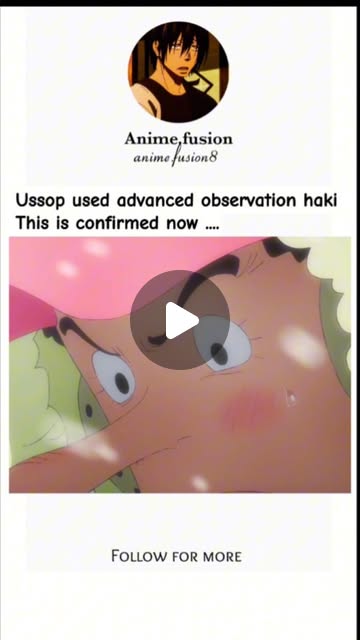 Anime.fusion
anime.fusion8
Ussop used advanced observation haki
This is confirmed now ....
Follow for more